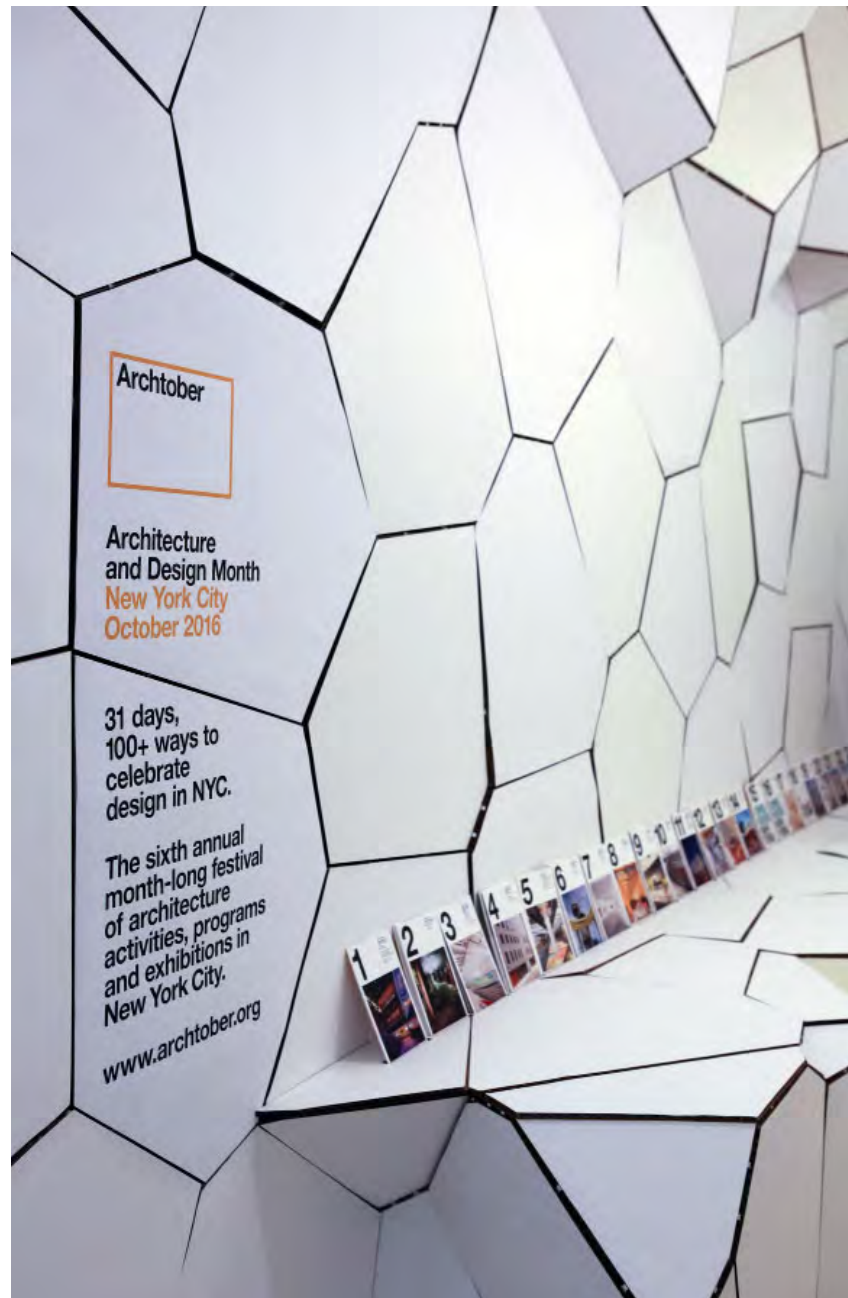 Archtober
Architecture
and Design Month
New York City
October 2016
31 days,
100+ ways to
celebrate
design in NYC.
The sixth annual
month-long festival
of architecture
activities, programs
and exhibitions in
New York City.
www.archtober.org
1
2
3
4
5
6
7
8
9
10
11
12
13
14